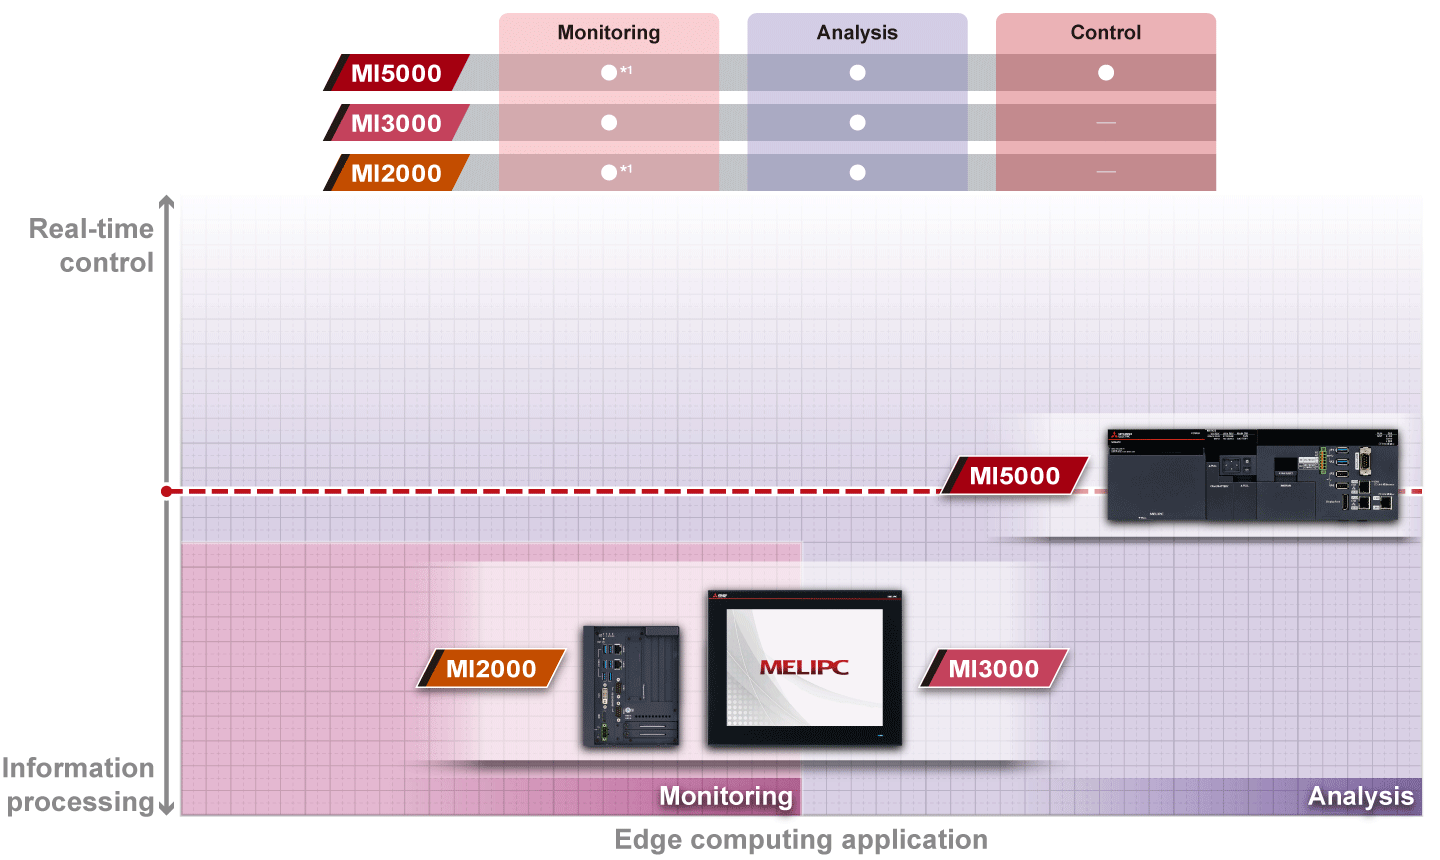 Monitoring Analysis Control
MI5000 *1
MI3000 —
MI2000 *1 —
Real-time
control
MI5000
MI2000
MELIPC
MI3000
Information
processing
Monitoring
Analysis
Edge computing application